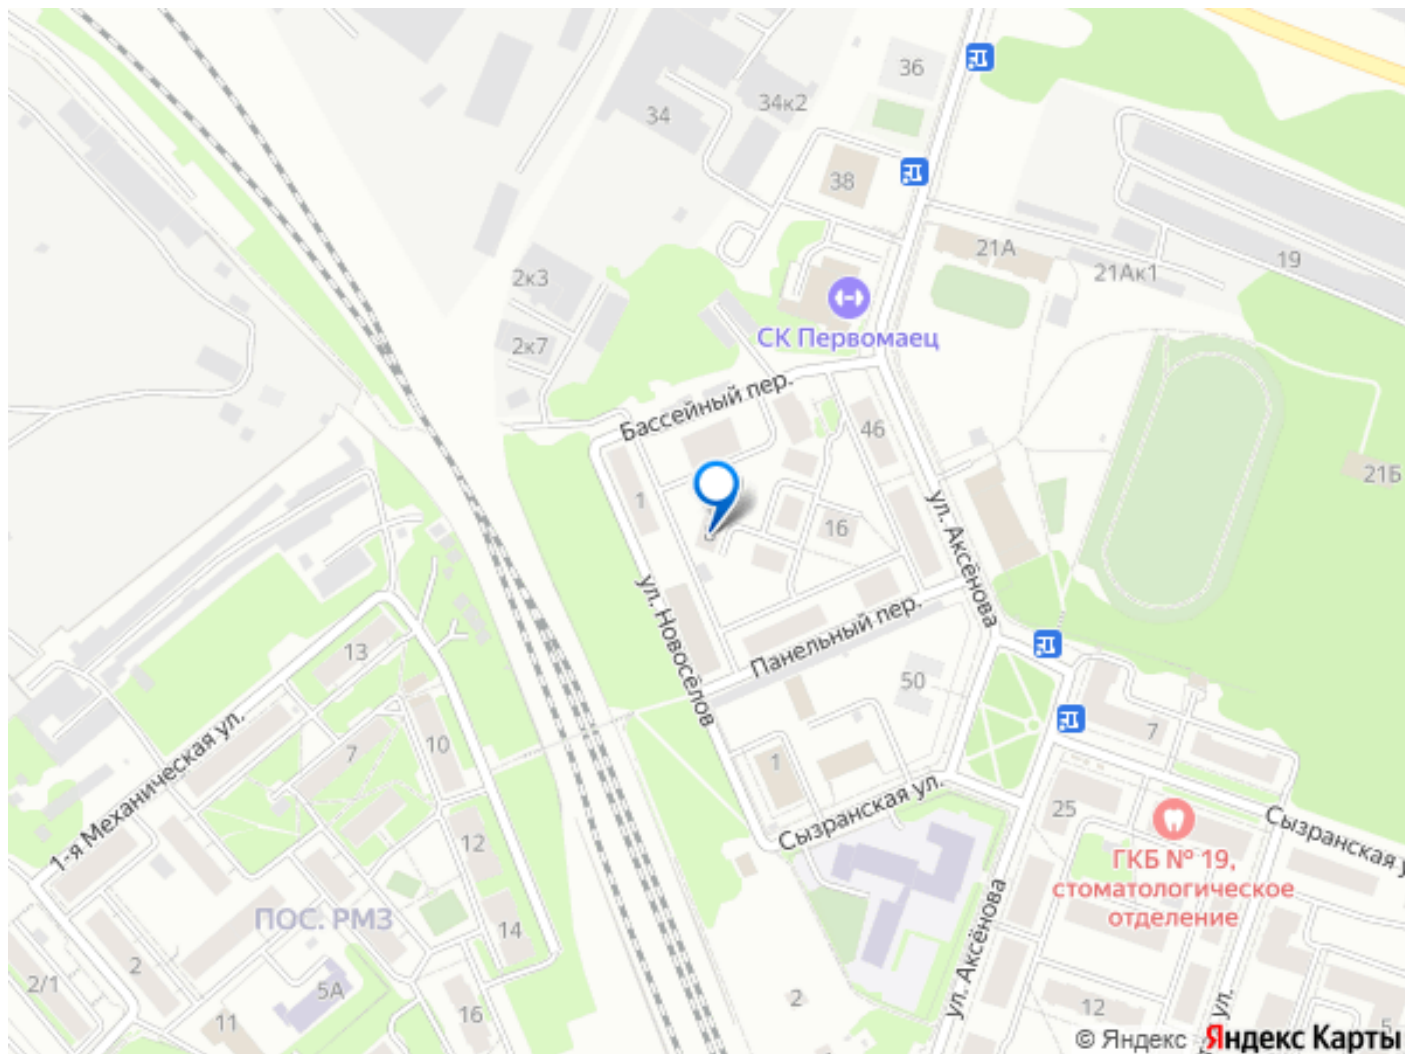 36
34к2
34
38
21А
21Ак1
19
2к3
2к7
СК Первомаец
Бассейный пер.
46
21Б
1
16
ул. Аксёнова
ул. Новосёлов
Панельный пер.
13
50
10
7
7
1
1-я Механическая ул.
Сызранская ул.
25
Сызранская у
12
ГКБ № 19,
стоматологическое
отделение
ПОС. РМЗ
14
ул. Аксёнова
2
2/1
5А
2
11
16
12
ул.
5
© Яндекс Яндекс Карты